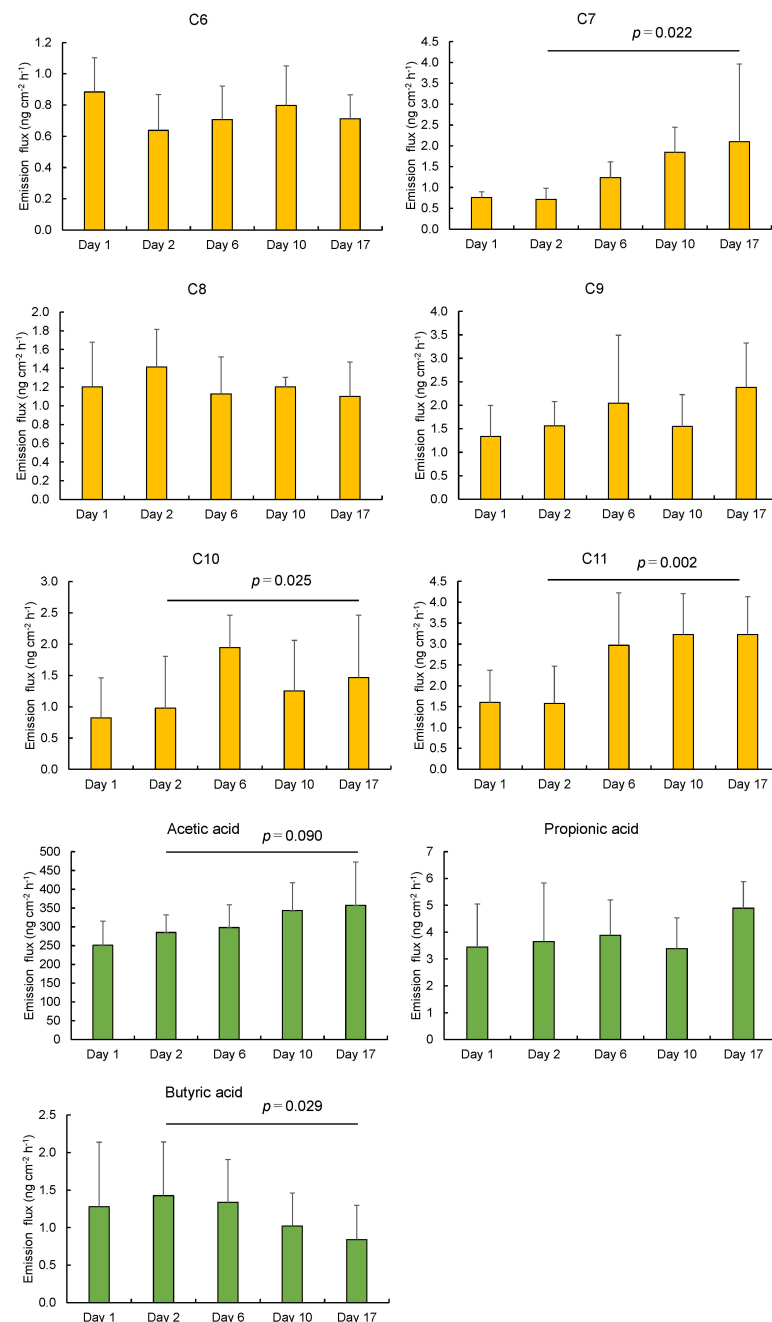 C6
Emission flux (ng cm⁻² h⁻¹)
1.2
1.0
0.8
0.6
0.4
0.2
0.0
Day 1 Day 2 Day 6 Day 10 Day 17
C7
p = 0.022
Emission flux (ng cm⁻² h⁻¹)
4.5
4.0
3.5
3.0
2.5
2.0
1.5
1.0
0.5
0.0
Day 1 Day 2 Day 6 Day 10 Day 17
C8
Emission flux (ng cm⁻² h⁻¹)
2.0
1.8
1.6
1.4
1.2
1.0
0.8
0.6
0.4
0.2
0.0
Day 1 Day 2 Day 6 Day 10 Day 17
C9
Emission flux (ng cm⁻² h⁻¹)
4.0
3.5
3.0
2.5
2.0
1.5
1.0
0.5
0.0
Day 1 Day 2 Day 6 Day 10 Day 17
C10
p = 0.025
Emission flux (ng cm⁻² h⁻¹)
3.0
2.5
2.0
1.5
1.0
0.5
0.0
Day 1 Day 2 Day 6 Day 10 Day 17
C11
p = 0.002
Emission flux (ng cm⁻² h⁻¹)
4.5
4.0
3.5
3.0
2.5
2.0
1.5
1.0
0.5
0.0
Day 1 Day 2 Day 6 Day 10 Day 17
Acetic acid
p = 0.090
Emission flux (ng cm⁻² h⁻¹)
500
450
400
350
300
250
200
150
100
50
0
Day 1 Day 2 Day 6 Day 10 Day 17
Propionic acid
Emission flux (ng cm⁻² h⁻¹)
7
6
5
4
3
2
1
0
Day 1 Day 2 Day 6 Day 10 Day 17
Butyric acid
p = 0.029
Emission flux (ng cm⁻² h⁻¹)
2.5
2.0
1.5
1.0
0.5
0.0
Day 1 Day 2 Day 6 Day 10 Day 17